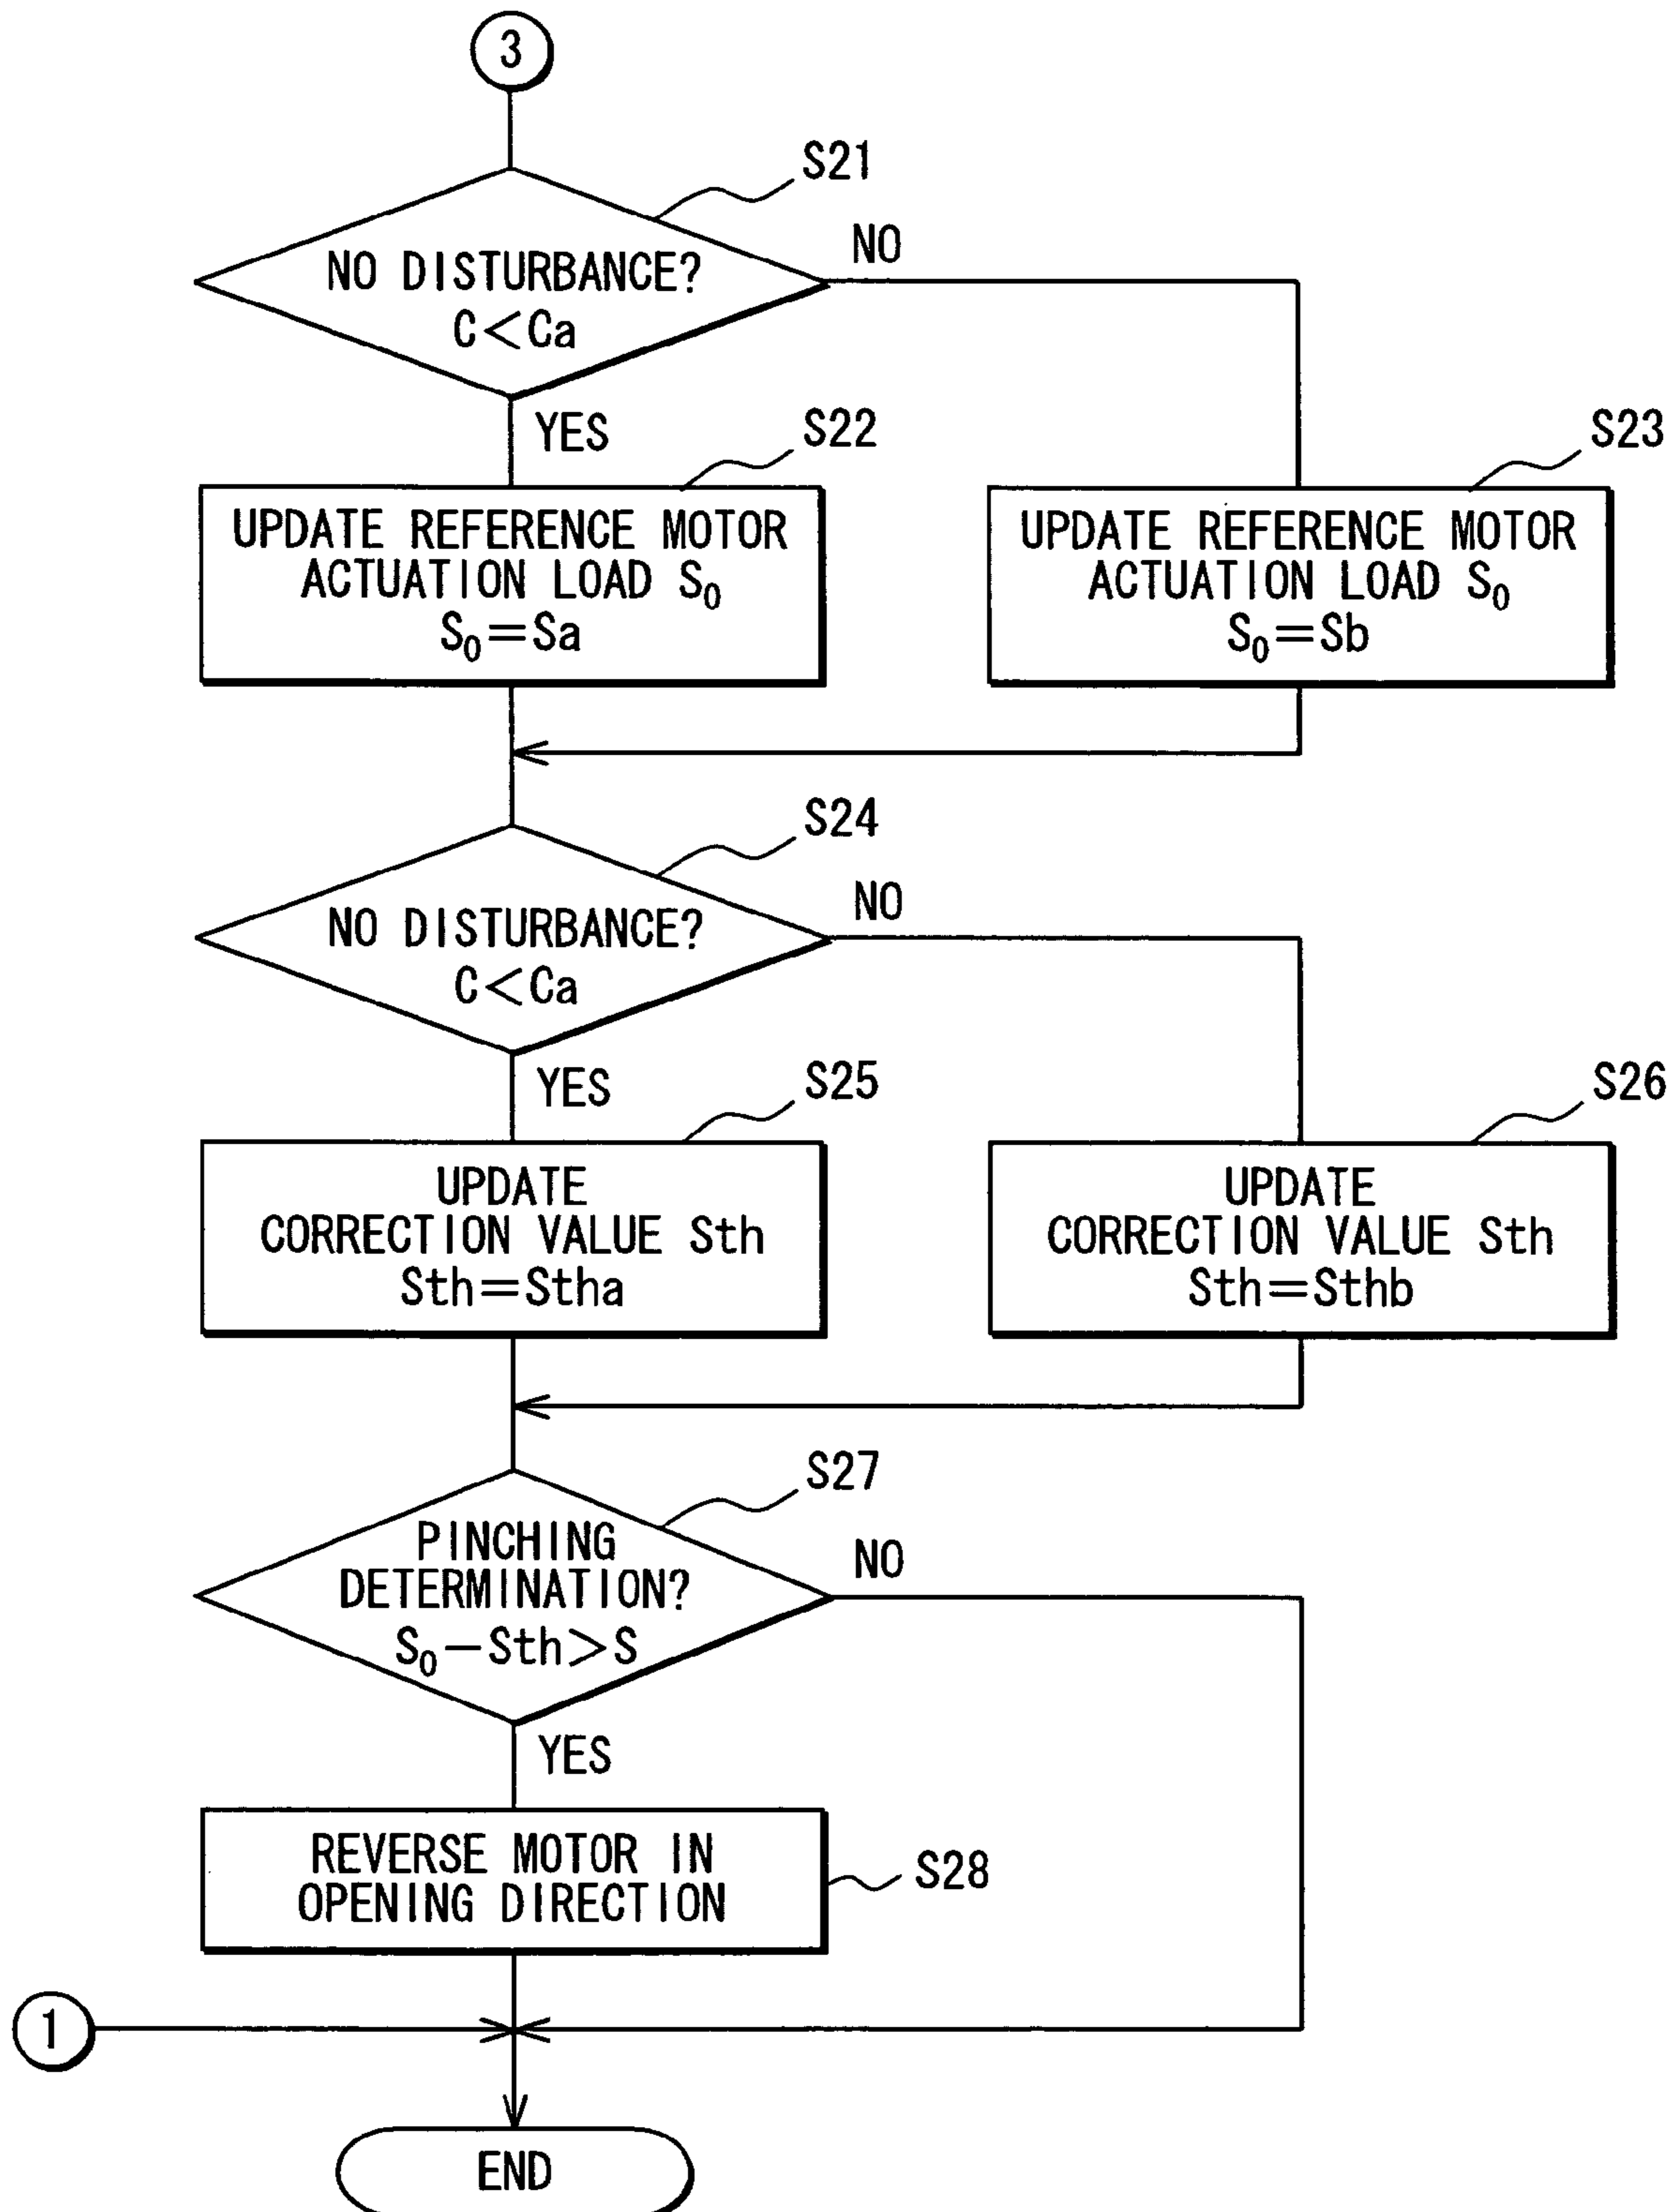 3
S21
NO DISTURBANCE?
C<Ca
NO
YES
S22
S23
UPDATE REFERENCE MOTOR
ACTUATION LOAD S₀
S₀=Sa
UPDATE REFERENCE MOTOR
ACTUATION LOAD S₀
S₀=Sb
S24
NO DISTURBANCE?
C<Ca
NO
YES
S25
S26
UPDATE
CORRECTION VALUE Sth
Sth=Stha
UPDATE
CORRECTION VALUE Sth
Sth=Sthb
S27
PINCHING
DETERMINATION?
S₀-Sth>S
NO
YES
REVERSE MOTOR IN
OPENING DIRECTION
S28
1
END